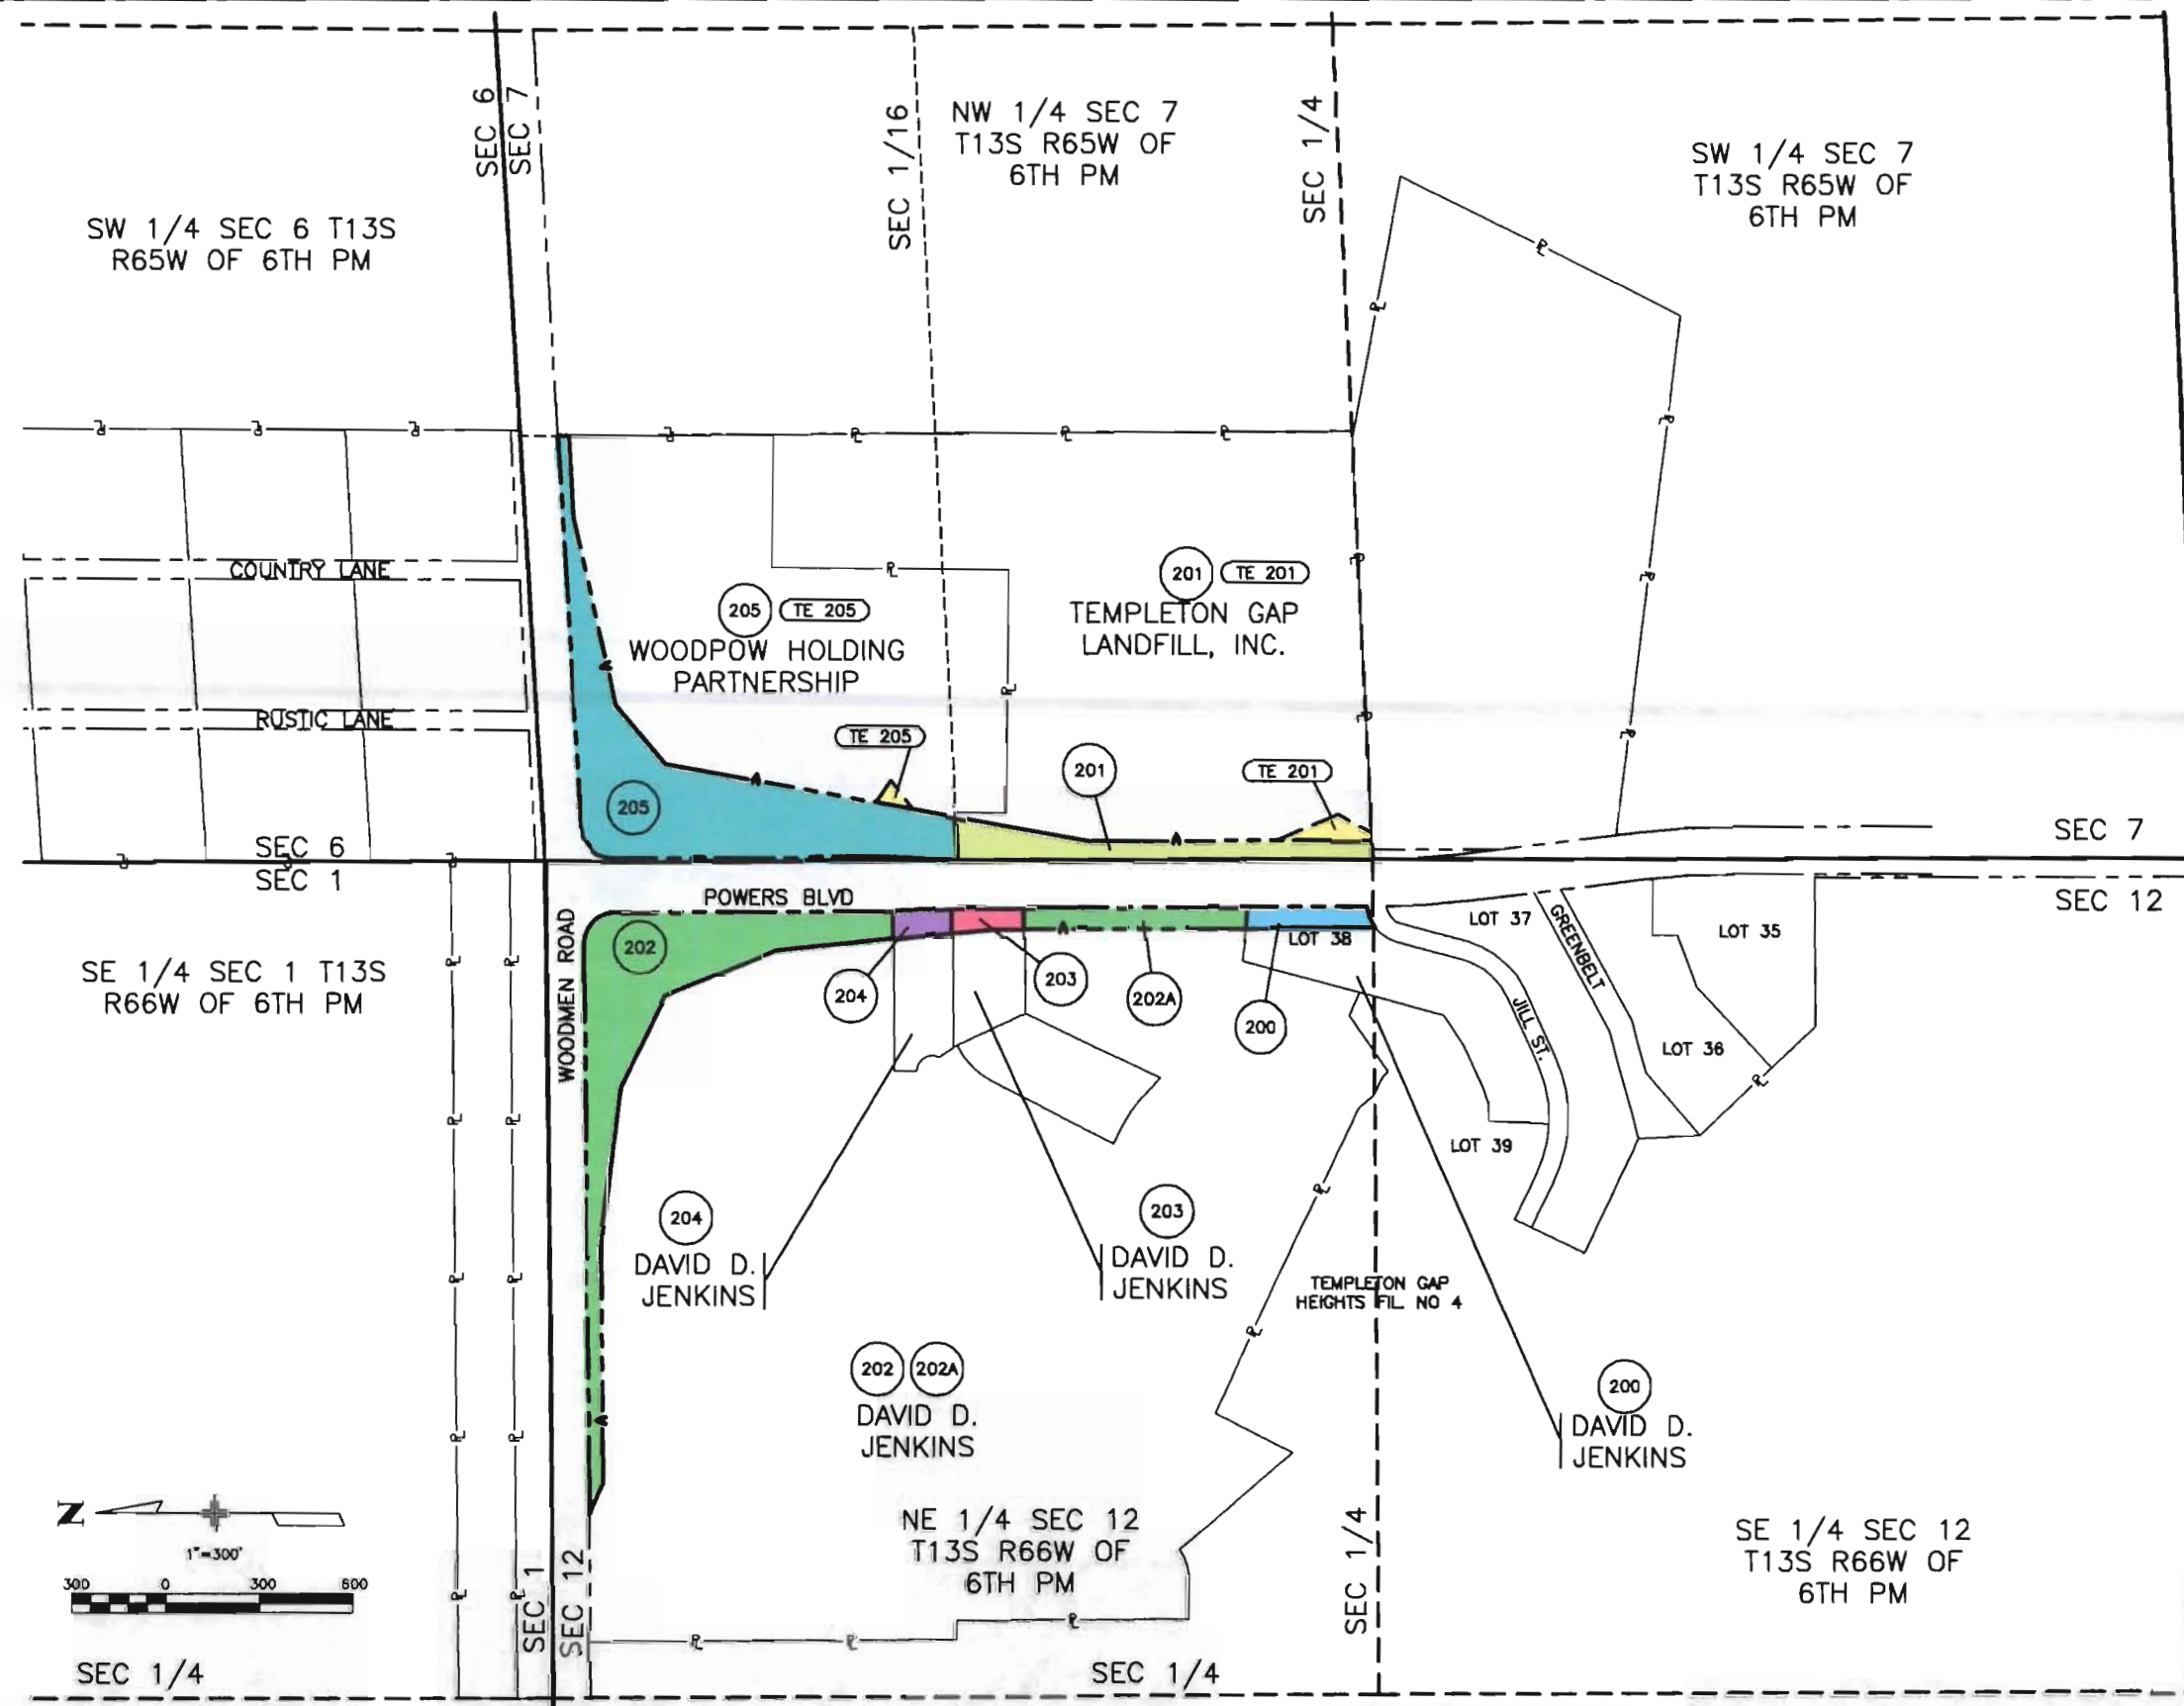 SEC 6
SEC 7
SEC 1/16
NW 1/4 SEC 7
T13S R65W OF
6TH PM
SEC 1/4
SW 1/4 SEC 7
T13S R65W OF
6TH PM
SW 1/4 SEC 6 T13S
R65W OF 6TH PM
COUNTRY LANE
RUSTIC LANE
205 TE 205
WOODPOW HOLDING
PARTNERSHIP
201 TE 201
TEMPLETON GAP
LANDFILL, INC.
TE 205
201
TE 201
205
SEC 6
SEC 1
SEC 7
SEC 12
POWERS BLVD
WOODMEN ROAD
202
204
203
202A
200
LOT 38
LOT 37
GREENBELT
LOT 35
LOT 36
JILL ST.
LOT 39
SE 1/4 SEC 1 T13S
R66W OF 6TH PM
204
DAVID D.
JENKINS
203
DAVID D.
JENKINS
TEMPLETON GAP
HEIGHTS FIL NO 4
202 202A
DAVID D.
JENKINS
200
DAVID D.
JENKINS
NE 1/4 SEC 12
T13S R66W OF
6TH PM
SE 1/4 SEC 12
T13S R66W OF
6TH PM
SEC 1/4
N
1"=300'
300 0 300 600
SEC 1
SEC 12
SEC 1/4
SEC 1/4